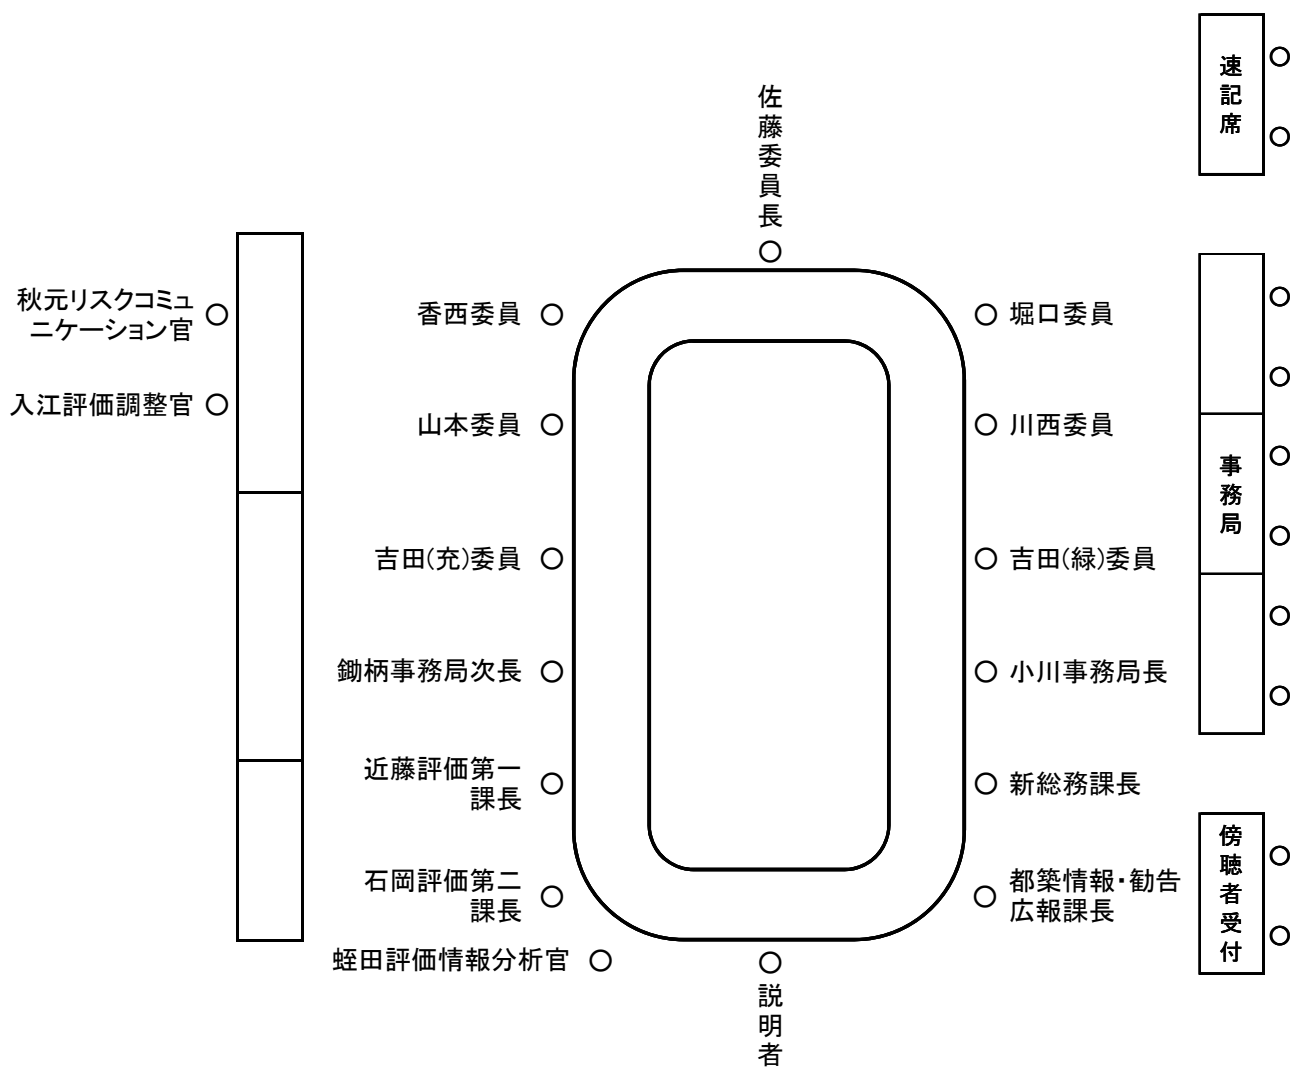 速記席
佐藤委員長
秋元リスクコミュ
ニケーション官
香西委員
堀口委員
入江評価調整官
山本委員
川西委員
事務局
吉田(充)委員
吉田(緑)委員
鋤柄事務局次長
小川事務局長
近藤評価第一
課長
新総務課長
石岡評価第二
課長
都築情報・勧告
広報課長
傍聴者受付
蛭田評価情報分析官
説明者